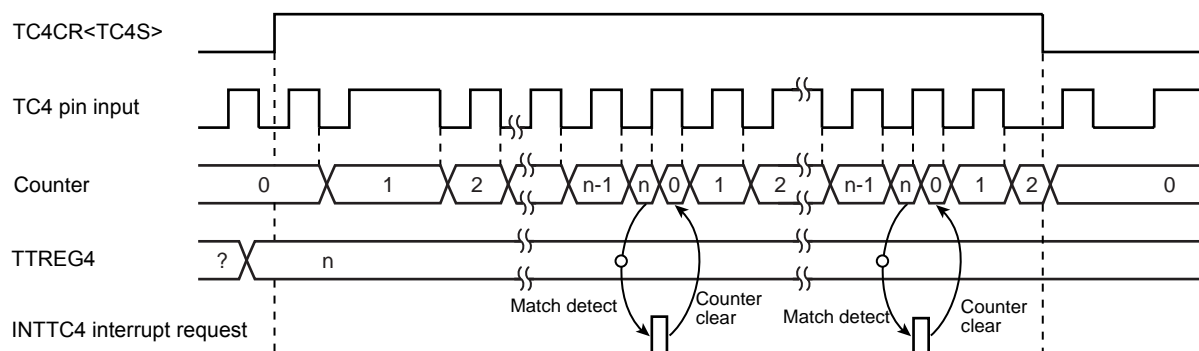 TC4CR<TC4S>
TC4 pin input
Counter 0 1 2 n-1 n 0 1 2 n-1 n 0 1 2 0
TTREG4 ? n
Match detect Counter clear Match detect Counter clear
INTTC4 interrupt request